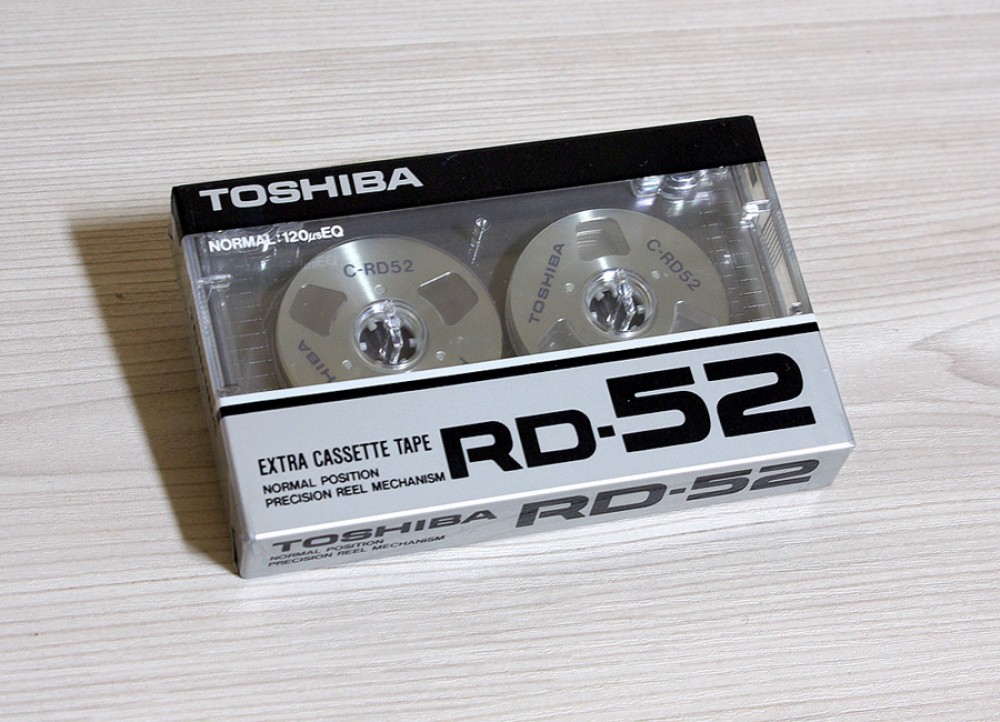 TOSHIBA
NORMAL:120μsEQ
C-RD52
TOSHIBA
C-RD52
EXTRA CASSETTE TAPE
NORMAL POSITION
PRECISION REEL MECHANISM
RD-52
TOSHIBA
NORMAL POSITION
PRECISION REEL MECHANISM
RD-52